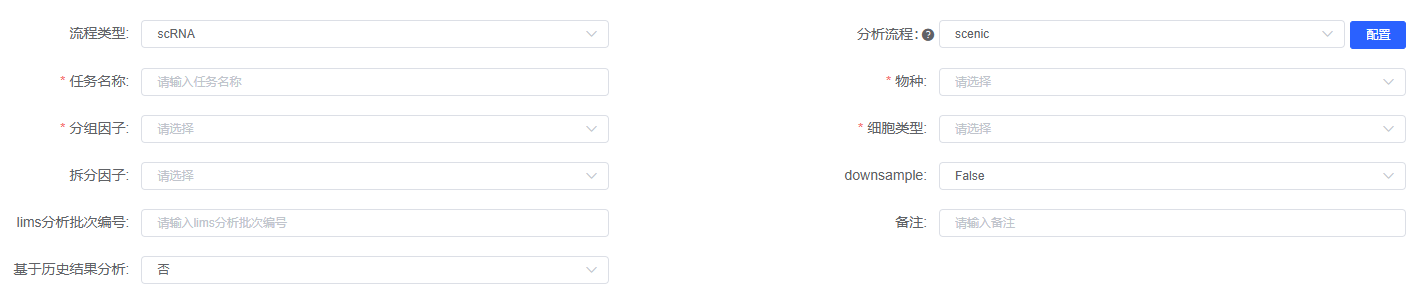 流程类型: scRNA 分析流程: ? scenic 配置
* 任务名称: 请输入任务名称 * 物种: 请选择
* 分组因子: 请选择 * 细胞类型: 请选择
拆分因子: 请选择 downsample: False
lims分析批次编号: 请输入lims分析批次编号 备注: 请输入备注
基于历史结果分析: 否